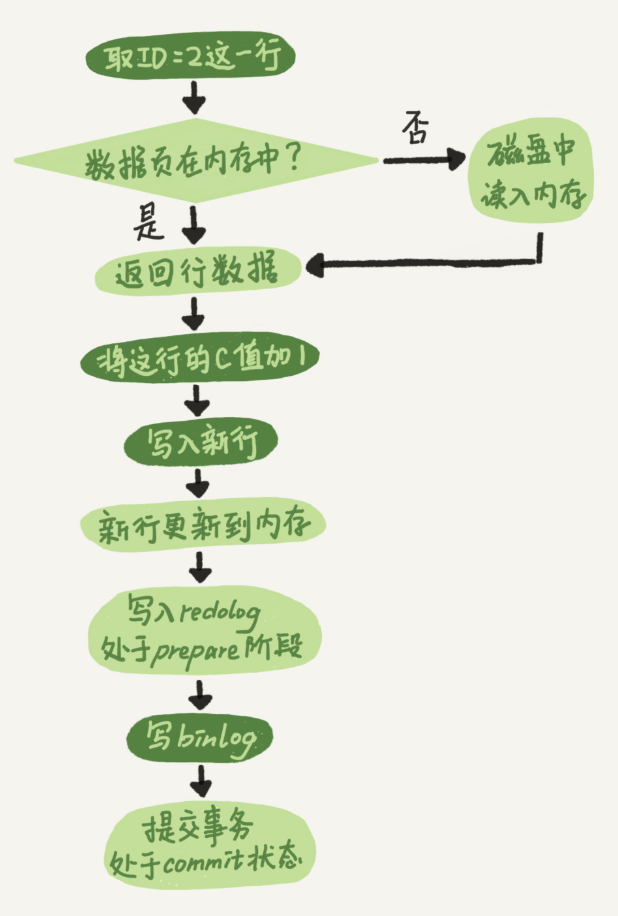 取ID=2这一行
数据页在内存中?
否
磁盘中
读入内存
是
返回行数据
将这行的C值加1
写入新行
新行更新到内存
写入redolog
处于prepare阶段
写binlog
提交事务
处于commit状态